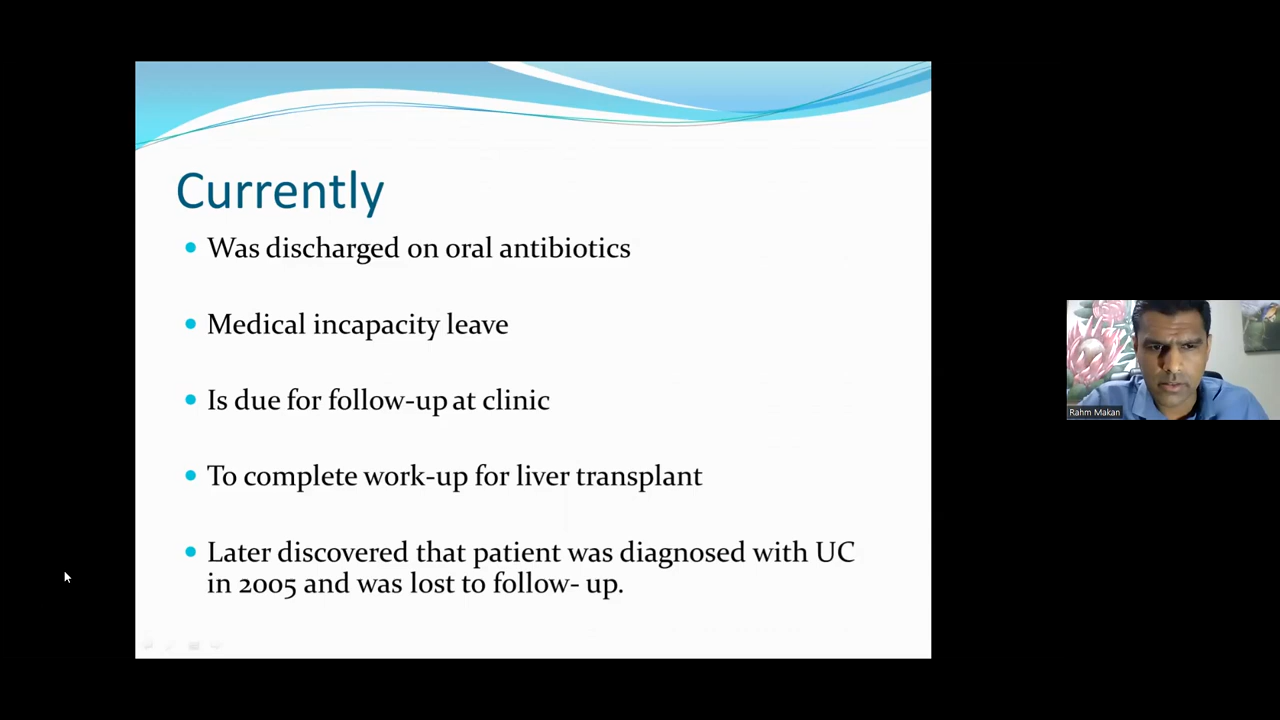 Currently
Was discharged on oral antibiotics
Medical incapacity leave
Is due for follow-up at clinic
To complete work-up for liver transplant
Later discovered that patient was diagnosed with UC
in 2005 and was lost to follow- up.
Rahm Makan